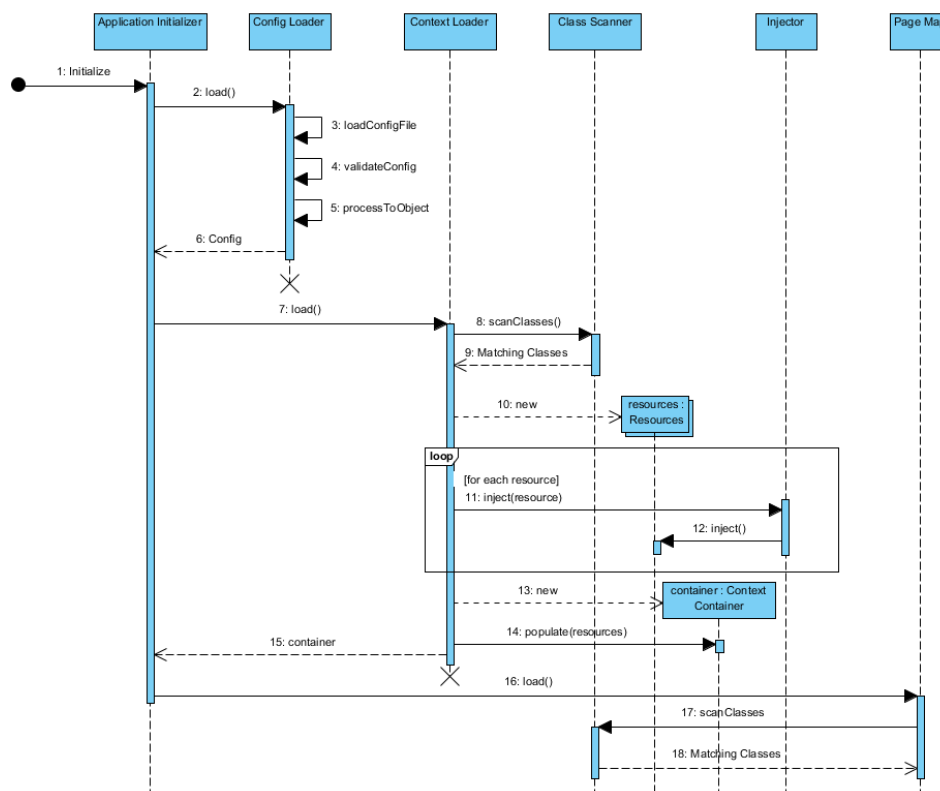 Application Initializer
Config Loader
Context Loader
Class Scanner
Injector
Page Ma
1: Initialize
2: load()
3: loadConfigFile
4: validateConfig
5: processToObject
6: Config
7: load()
8: scanClasses()
9: Matching Classes
10: new
resources :
Resources
loop
[for each resource]
11: inject(resource)
12: inject()
13: new
container : Context
Container
14: populate(resources)
15: container
16: load()
17: scanClasses
18: Matching Classes